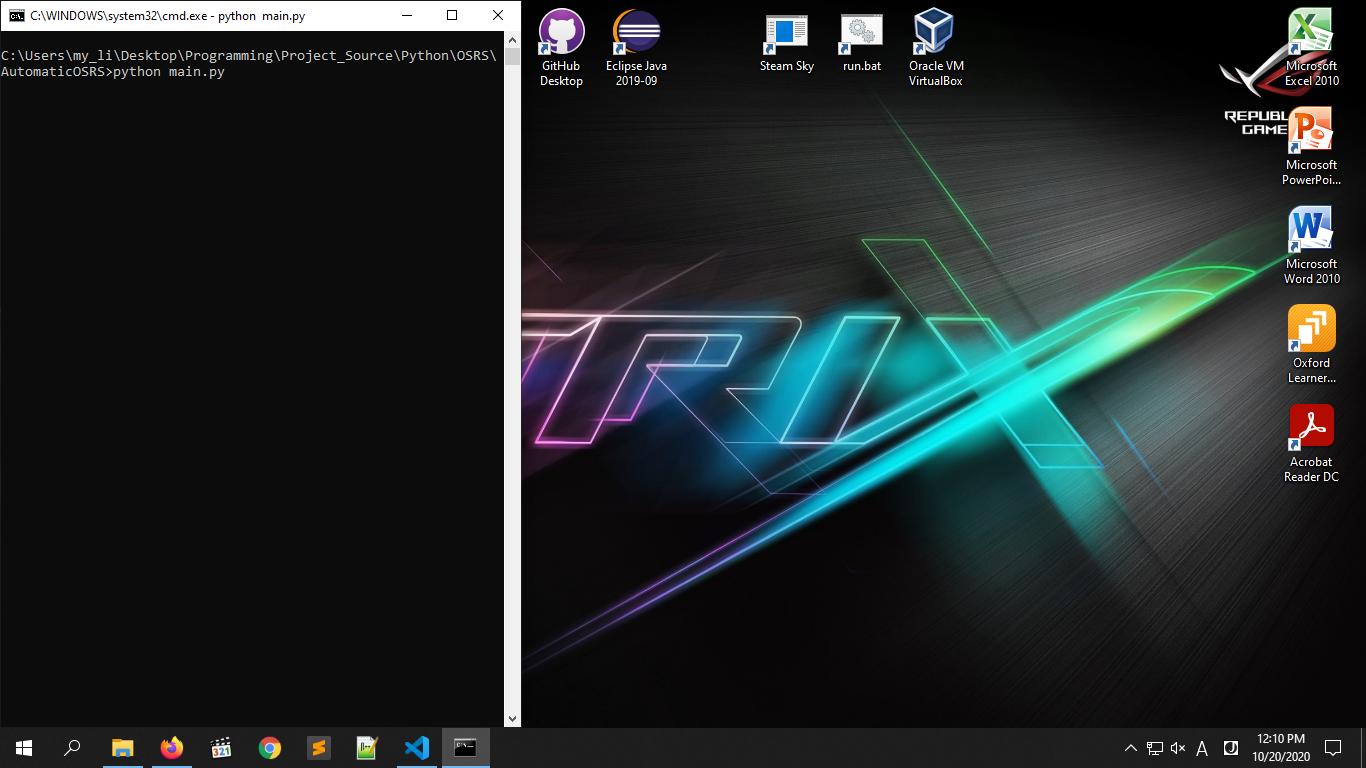 C:\WINDOWS\system32\cmd.exe - python  main.py
C:\Users\my_li\Desktop\Programming\Project_Source\Python\OSRS\
AutomaticOSRS>python main.py
GitHub
Desktop
Eclipse Java
2019-09
Steam Sky
run.bat
Oracle VM
VirtualBox
Microsoft
Excel 2010
REPUBL
GAME
Microsoft
PowerPoi...
Microsoft
Word 2010
Oxford
Learner...
Acrobat
Reader DC
TRIX
321
A
12:10 PM
10/20/2020